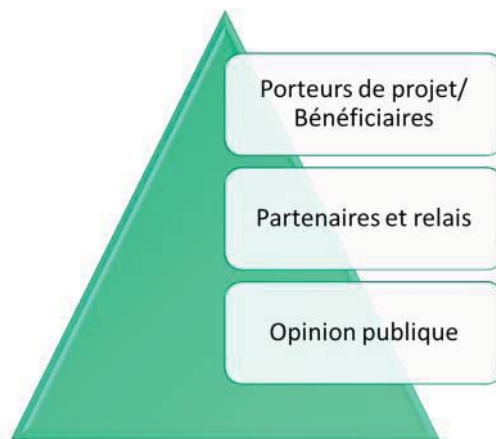 Porteurs de projet/
Bénéficiaires
Partenaires et relais
Opinion publique